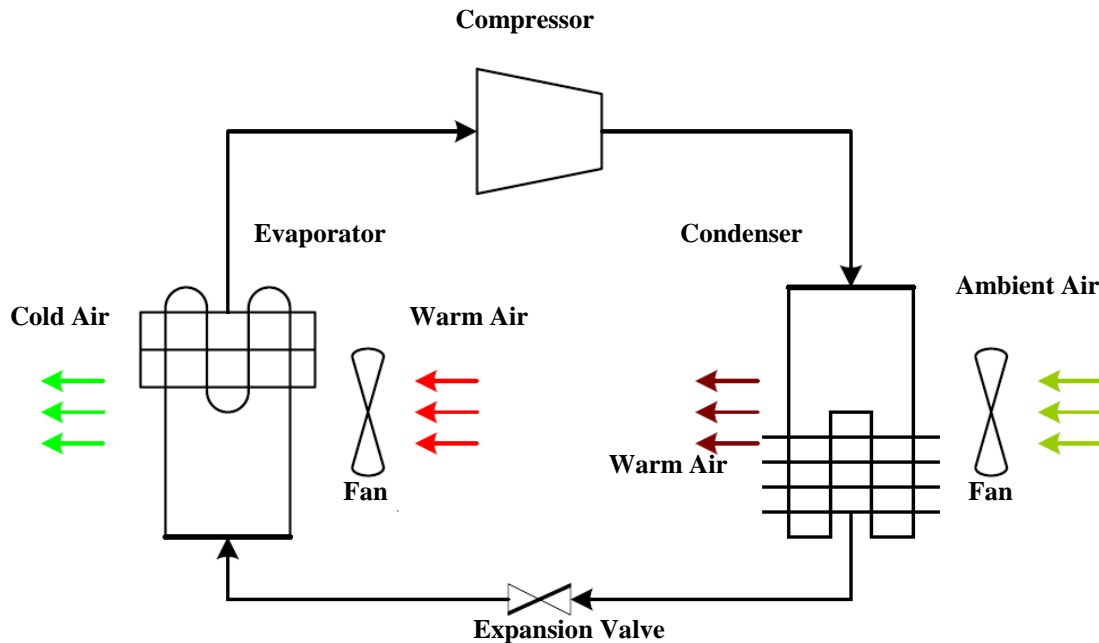 Compressor
Evaporator
Condenser
Cold Air
Warm Air
Ambient Air
Warm Air
Fan
Fan
Expansion Valve